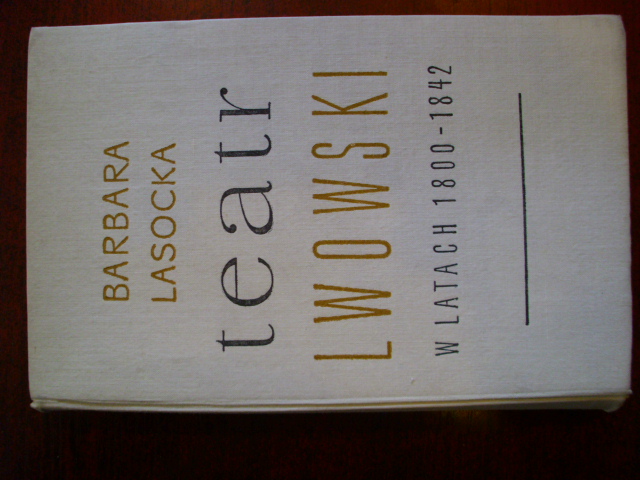 BARBARA
LASOCKA
teatr
LWOWSKI
W LATACH 1800-1842